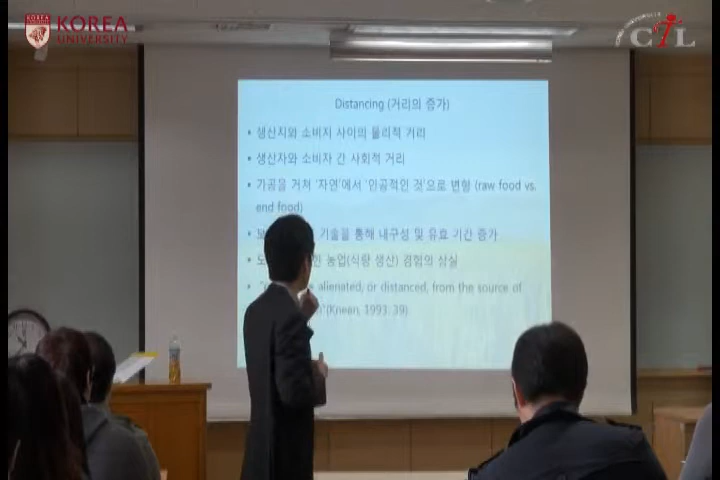 KOREA
UNIVERSITY
CTL
Distancing (거리의 증가)
• 생산지와 소비지 사이의 물리적 거리
• 생산자와 소비자 간 사회적 거리
• 가공을 거쳐 '자연'에서 '인공적인 것'으로 변형 (raw food vs.
end food)
기술을 통해 내구성 및 유효 기간 증가
농업(식량 생산) 경험의 상실
alienated, or distanced, from the source of
(Kneen, 1993: 39)